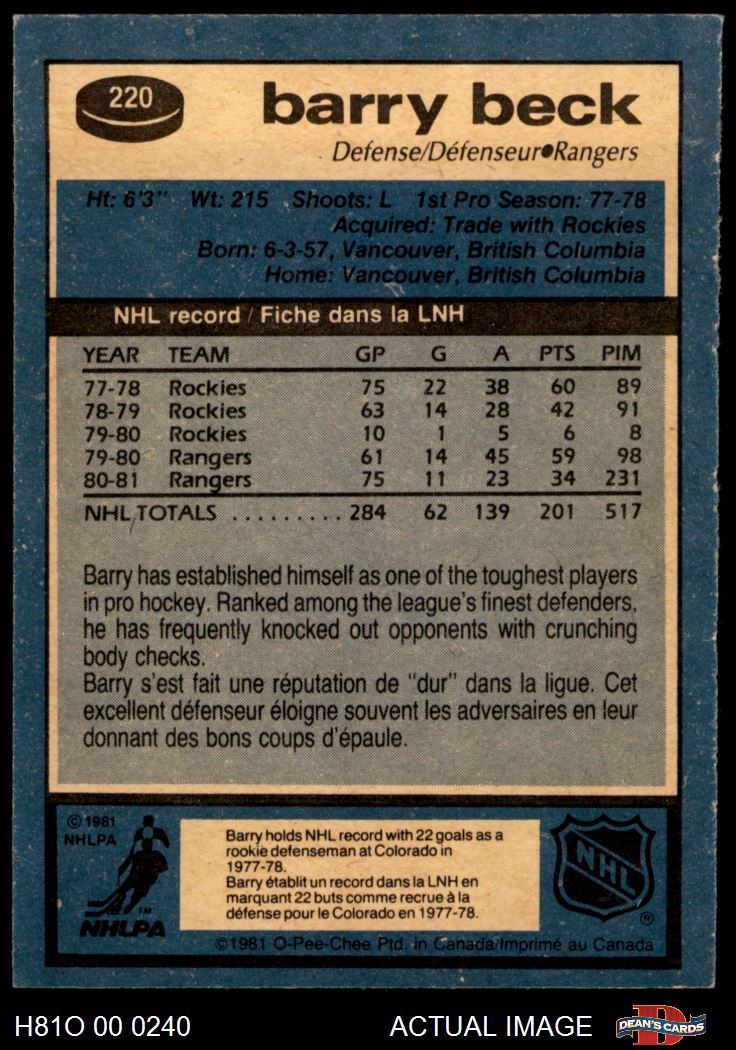 220
barry beck
Defense/Défenseur●Rangers
Ht: 6'3" Wt: 215 Shoots: L 1st Pro Season: 77-78
Acquired: Trade with Rockies
Born: 6-3-57, Vancouver, British Columbia
Home: Vancouver, British Columbia
NHL record / Fiche dans la LNH
YEAR TEAM GP G A PTS PIM
77-78 Rockies 75 22 38 60 89
78-79 Rockies 63 14 28 42 91
79-80 Rockies 10 1 5 6 8
79-80 Rangers 61 14 45 59 98
80-81 Rangers 75 11 23 34 231
NHL TOTALS .......... 284 62 139 201 517
Barry has established himself as one of the toughest players
in pro hockey. Ranked among the league's finest defenders,
he has frequently knocked out opponents with crunching
body checks.
Barry s'est fait une réputation de "dur" dans la ligue. Cet
excellent défenseur éloigne souvent les adversaires en leur
donnant des bons coups d'épaule.
©1981
NHLPA
TM
NHLPA
Barry holds NHL record with 22 goals as a
rookie defenseman at Colorado in
1977-78.
Barry établit un record dans la LNH en
marquant 22 buts comme recrue à la
défense pour le Colorado en 1977-78.
NHL
®
©1981 O-Pee-Chee Ptd. in Canada/Imprimé au Canada
H81O 00 0240
ACTUAL IMAGE
D
DEAN'S CARDS